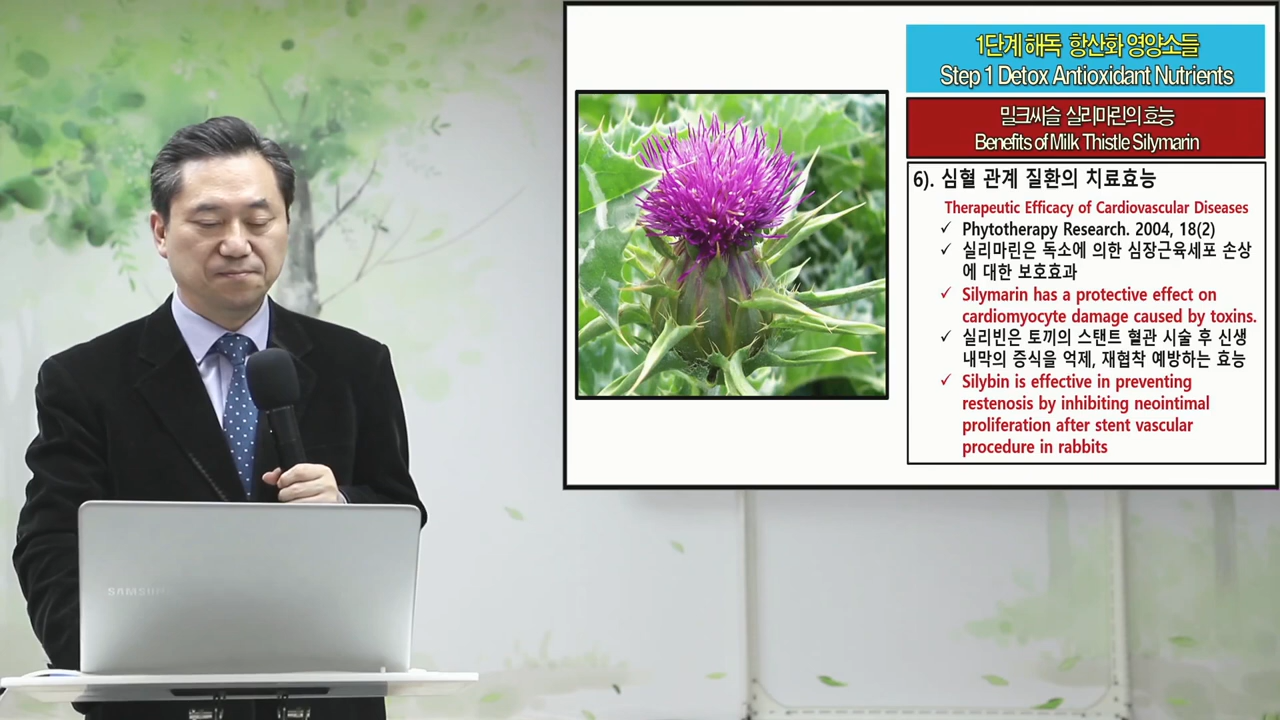 1단계 해독 항산화 영양소들
Step 1 Detox Antioxidant Nutrients
밀크씨슬 실리마린의 효능
Benefits of Milk Thistle Silymarin
6). 심혈 관계 질환의 치료효능
Therapeutic Efficacy of Cardiovascular Diseases
✓ Phytotherapy Research. 2004, 18(2)
✓ 실리마린은 독소에 의한 심장근육세포 손상
에 대한 보호효과
✓ Silymarin has a protective effect on
cardiomyocyte damage caused by toxins.
✓ 실리빈은 토끼의 스탠트 혈관 시술 후 신생
내막의 증식을 억제, 재협착 예방하는 효능
✓ Silybin is effective in preventing
restenosis by inhibiting neointimal
proliferation after stent vascular
procedure in rabbits
SAMSUNG